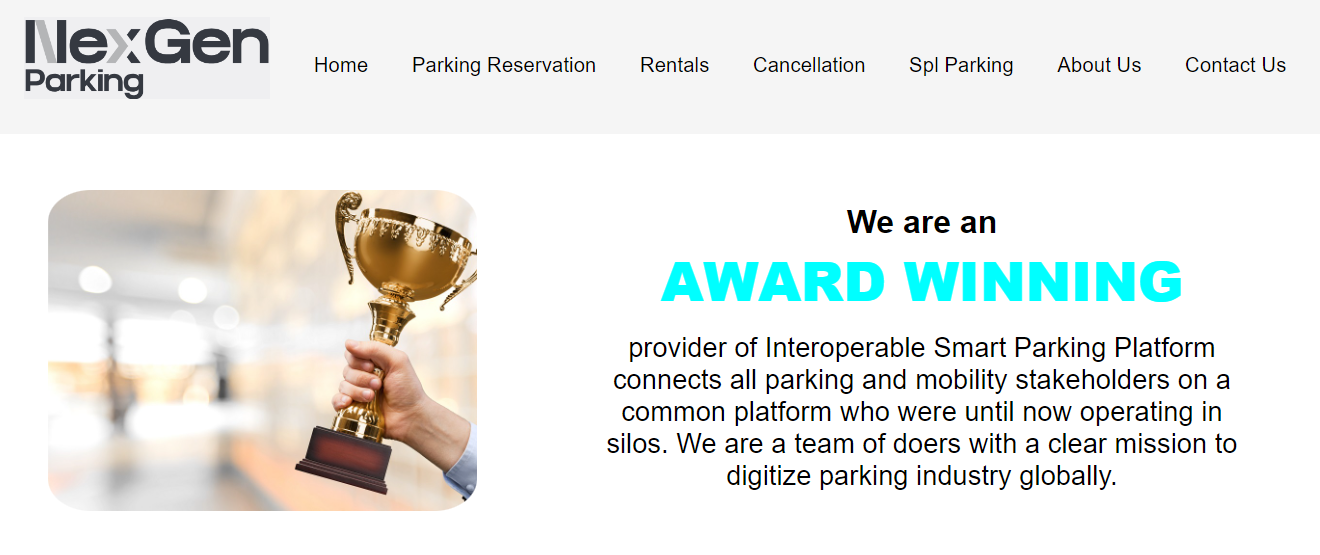 NexGen
Parking
Home Parking Reservation Rentals Cancellation Spl Parking About Us Contact Us
We are an
AWARD WINNING
provider of Interoperable Smart Parking Platform
connects all parking and mobility stakeholders on a
common platform who were until now operating in
silos. We are a team of doers with a clear mission to
digitize parking industry globally.